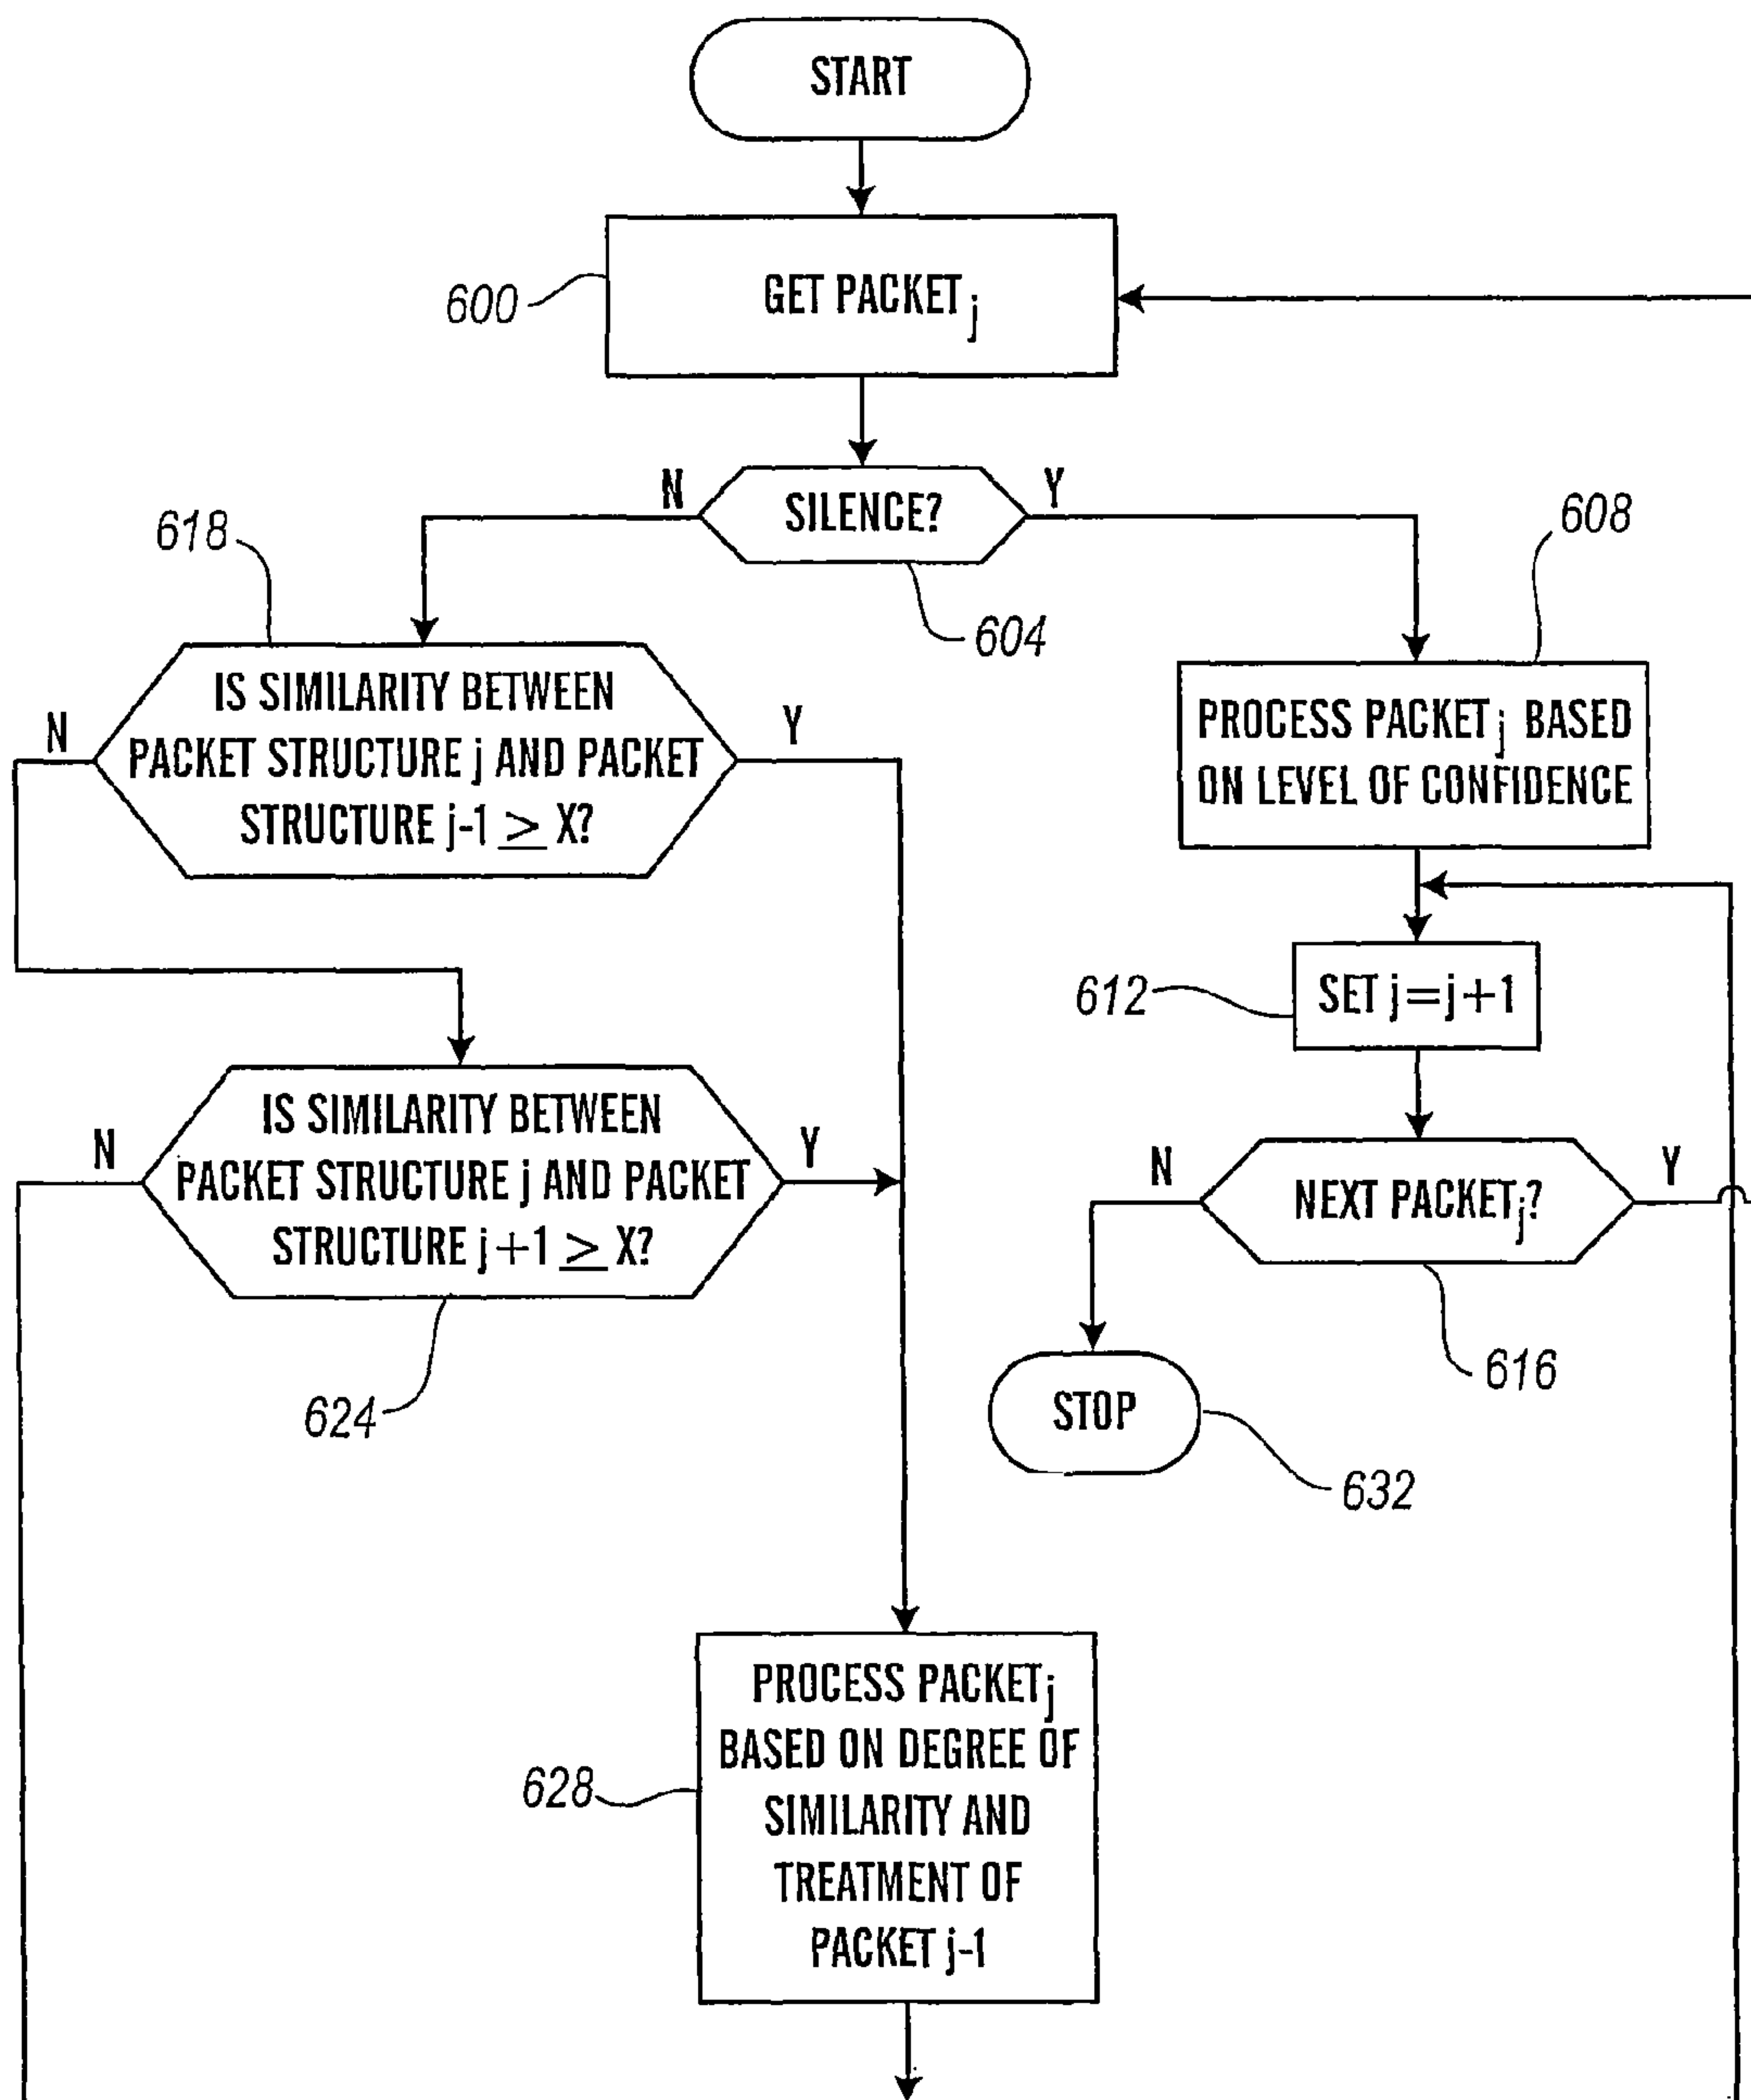 START
600
GET PACKET j
N
SILENCE?
Y
604
618
608
IS SIMILARITY BETWEEN
PACKET STRUCTURE j AND PACKET
STRUCTURE j-1 ≥ X?
N
Y
PROCESS PACKET j BASED
ON LEVEL OF CONFIDENCE
612
SET j=j+1
IS SIMILARITY BETWEEN
PACKET STRUCTURE j AND PACKET
STRUCTURE j+1 ≥ X?
N
Y
624
N
NEXT PACKET j?
Y
616
STOP
632
628
PROCESS PACKET j
BASED ON DEGREE OF
SIMILARITY AND
TREATMENT OF
PACKET j-1